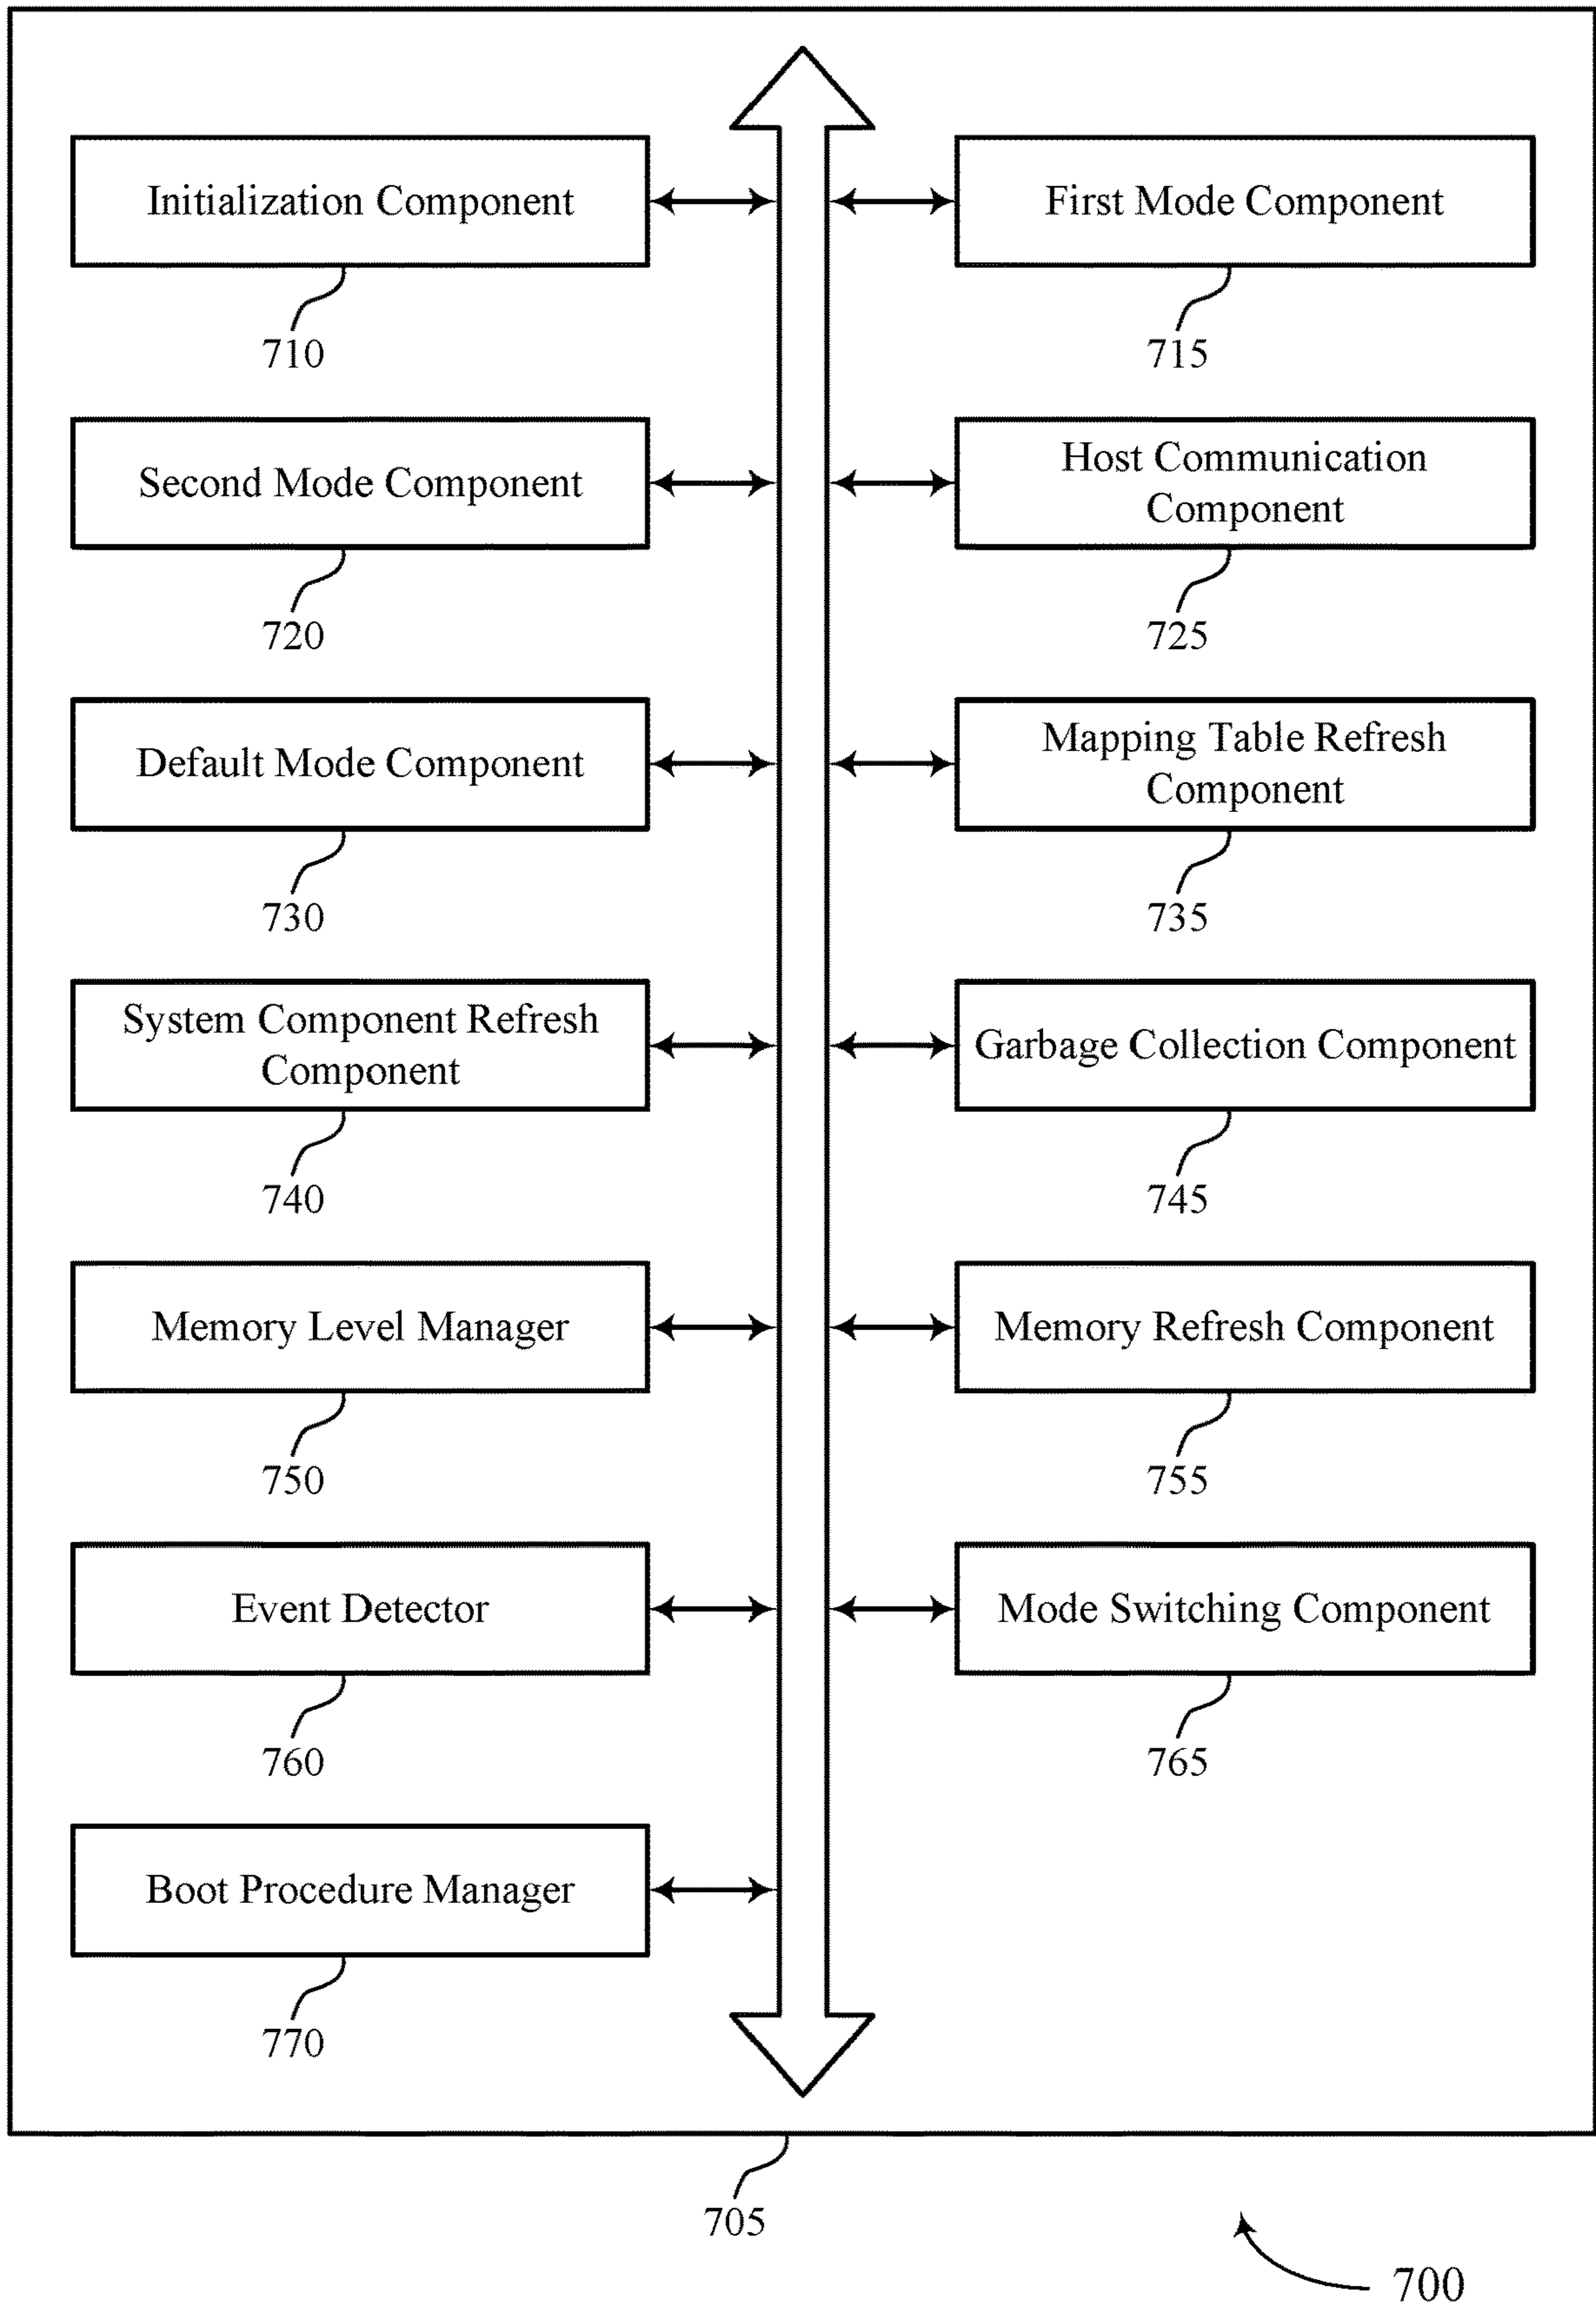 Initialization Component
First Mode Component
710
715
Second Mode Component
Host Communication
Component
720
725
Default Mode Component
Mapping Table Refresh
Component
730
735
System Component Refresh
Component
Garbage Collection Component
740
745
Memory Level Manager
Memory Refresh Component
750
755
Event Detector
Mode Switching Component
760
765
Boot Procedure Manager
770
705
700